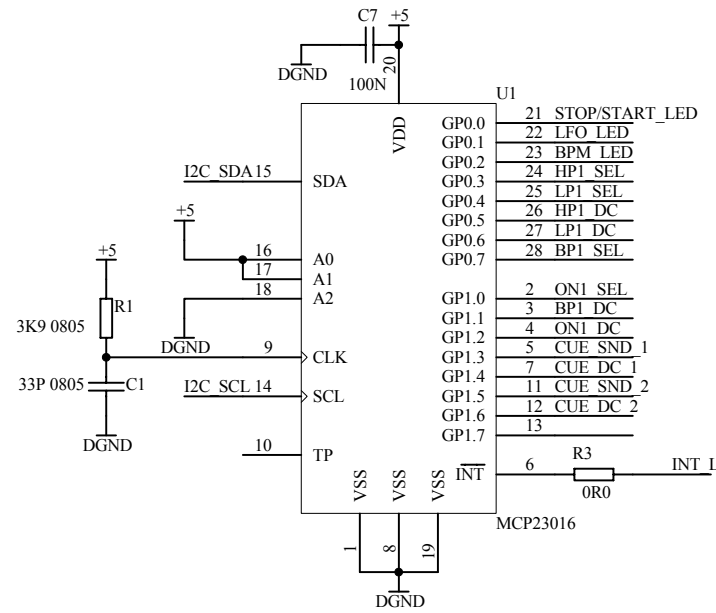 C7
+5
DGND
100N
20
U1
VDD
GP0.0 21 STOP/START_LED
GP0.1 22 LFO_LED
GP0.2 23 BPM_LED
I2C_SDA 15 SDA
GP0.3 24 HP1_SEL
GP0.4 25 LP1_SEL
GP0.5 26 HP1_DC
+5
GP0.6 27 LP1_DC
16 A0
GP0.7 28 BP1_SEL
+5
17 A1
18 A2
GP1.0 2 ON1_SEL
R1
GP1.1 3 BP1_DC
3K9 0805
GP1.2 4 ON1_DC
DGND
9 CLK
GP1.3 5 CUE_SND_1
GP1.4 7 CUE_DC_1
33P 0805 C1
I2C_SCL 14 SCL
GP1.5 11 CUE_SND_2
GP1.6 12 CUE_DC_2
GP1.7 13
DGND
10 TP
INT 6 R3 INT_L
0R0
VSS VSS VSS
MCP23016
1 8 19
DGND